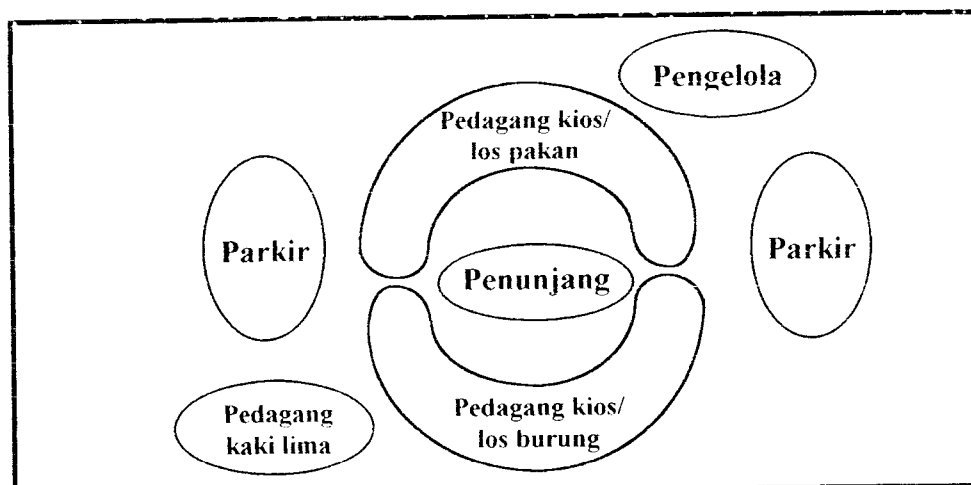 Pengelola
Pedagang kios/
los pakan
Parkir
Parkir
Penunjang
Pedagang kios/
los burung
Pedagang
kaki lima